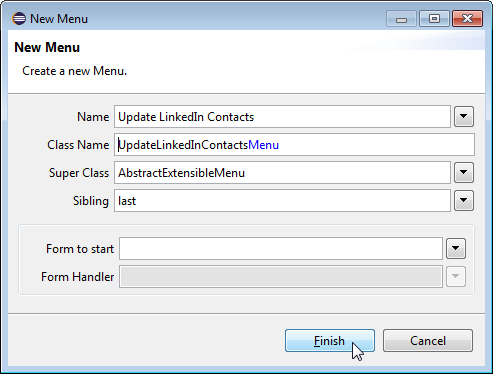 New Menu
New Menu
Create a new Menu.
Name Update LinkedIn Contacts
Class Name UpdateLinkedInContactsMenu
Super Class AbstractExtensibleMenu
Sibling last
Form to start
Form Handler
Finish Cancel